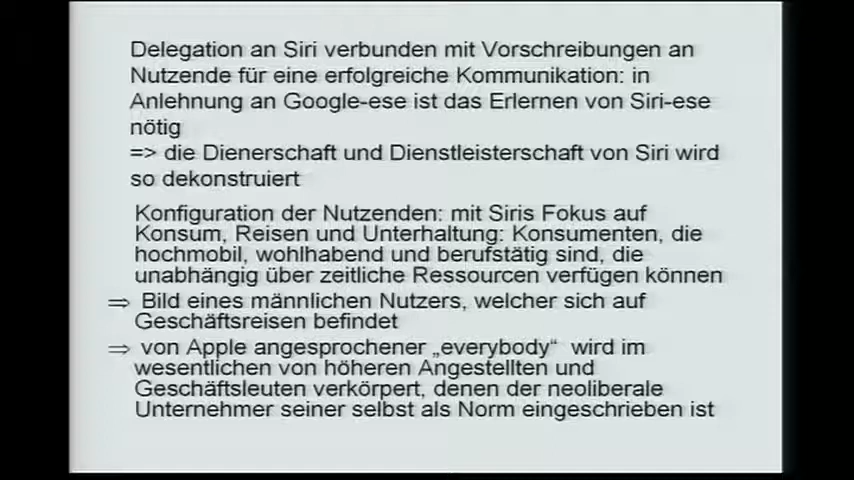 Delegation an Siri verbunden mit Vorschreibungen an
Nutzende für eine erfolgreiche Kommunikation: in
Anlehnung an Google-ese ist das Erlernen von Siri-ese
nötig
=> die Dienerschaft und Dienstleisterschaft von Siri wird
so dekonstruiert
Konfiguration der Nutzenden: mit Siris Fokus auf
Konsum, Reisen und Unterhaltung: Konsumenten, die
hochmobil, wohlhabend und berufstätig sind, die
unabhängig über zeitliche Ressourcen verfügen können
⇒ Bild eines männlichen Nutzers, welcher sich auf
Geschäftsreisen befindet
⇒ von Apple angesprochener „everybody“ wird im
wesentlichen von höheren Angestellten und
Geschäftsleuten verkörpert, denen der neoliberale
Unternehmer seiner selbst als Norm eingeschrieben ist